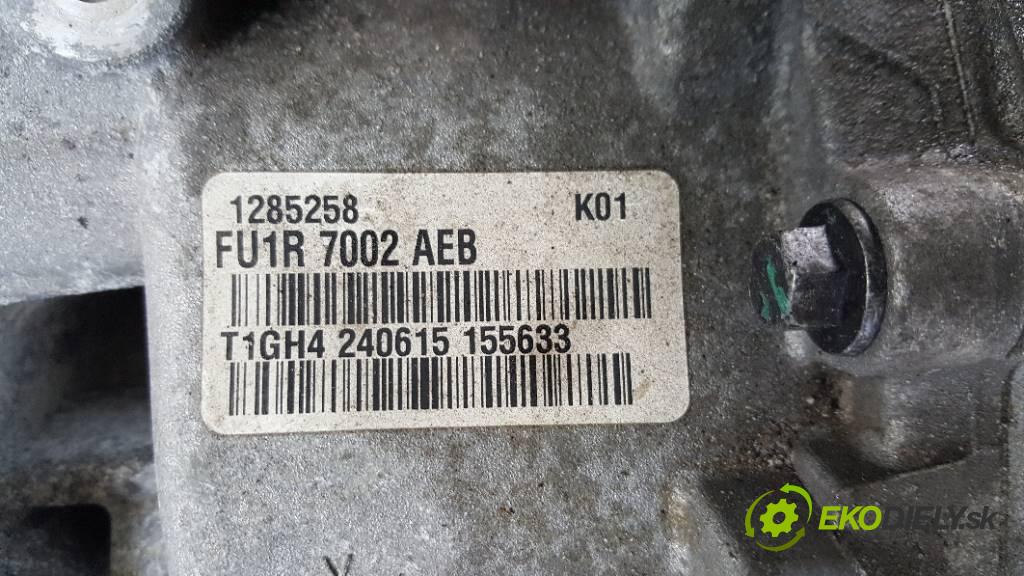 1285258 K01
FU1R 7002 AEB
T1GH4 240615 155633
EKODIELY.sk